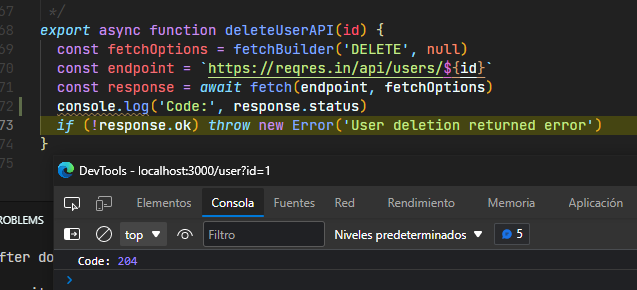 67
*/
68
export async function deleteUserAPI(id) {
69
const fetchOptions = fetchBuilder('DELETE', null)
70
const endpoint = `https://reqres.in/api/users/${id}`
71
const response = await fetch(endpoint, fetchOptions)
72
console.log('Code:', response.status)
73
if (!response.ok) throw new Error('User deletion returned error')
74
}
75
DevTools - localhost:3000/user?id=1
Elementos Consola Fuentes Red Rendimiento Memoria Aplicación
ROBLEMS
top Filtro Niveles predeterminados 5
fter do
Code: 204